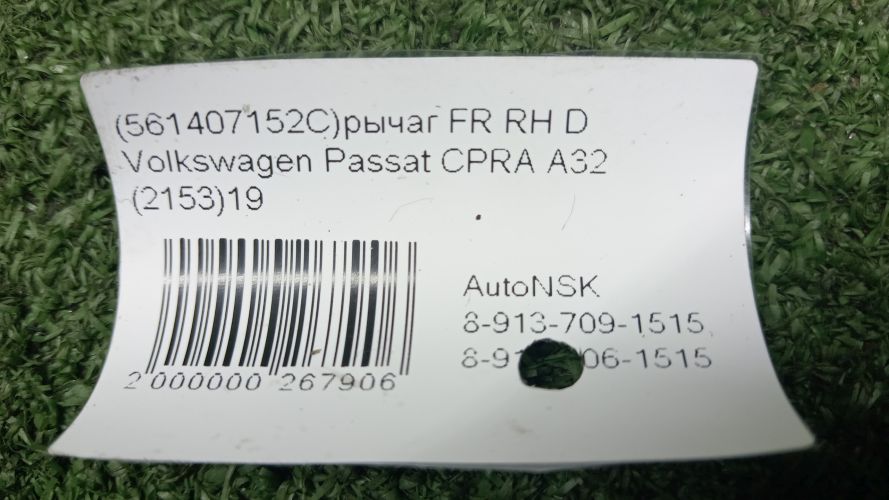 (561407152C)рычаг FR RH D
Volkswagen Passat CPRA A32
(2153)19
AutoNSK
8-913-709-1515
2 000000 267906